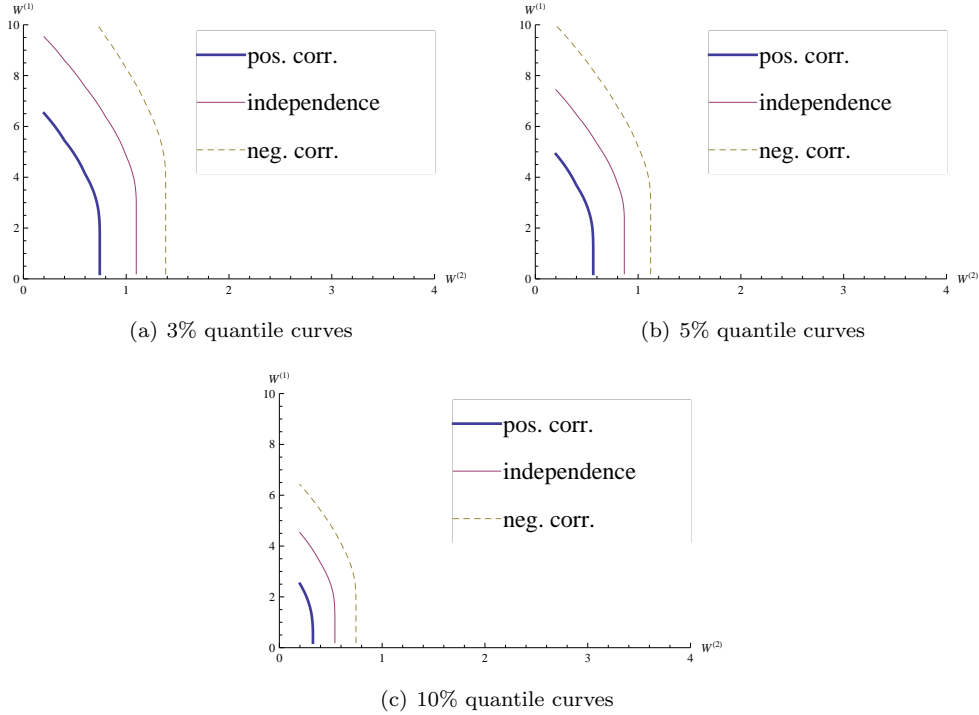 W(1)
10
8
6
4
2
0
0 1 2 3 4
W(2)
pos. corr.
independence
neg. corr.
(a) 3% quantile curves
W(1)
10
8
6
4
2
0
0 1 2 3 4
W(2)
pos. corr.
independence
neg. corr.
(b) 5% quantile curves
W(1)
10
8
6
4
2
0
0 1 2 3 4
W(2)
pos. corr.
independence
neg. corr.
(c) 10% quantile curves